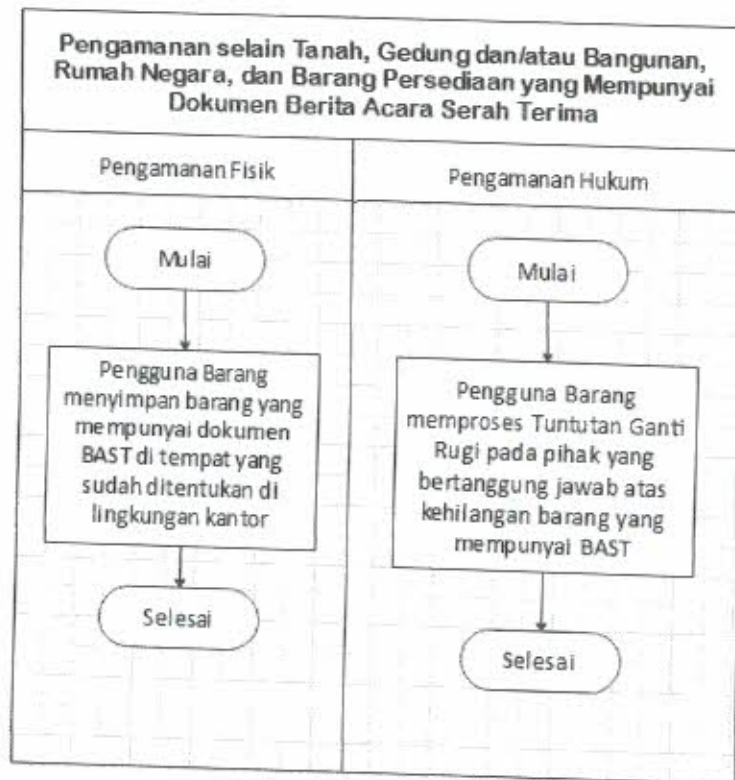 Pengamanan selain Tanah, Gedung dan/atau Bangunan,
Rumah Negara, dan Barang Persediaan yang Mempunyai
Dokumen Berita Acara Serah Terima
Pengamanan Fisik
Mulai
Pengguna Barang
menyimpan barang yang
mempunyai dokumen
BAST di tempat yang
sudah ditentukan di
lingkungan kantor
Selesai
Pengamanan Hukum
Mulai
Pengguna Barang
memproses Tuntutan Ganti
Rugi pada pihak yang
bertanggung jawab atas
kehilangan barang yang
mempunyai BAST
Selesai